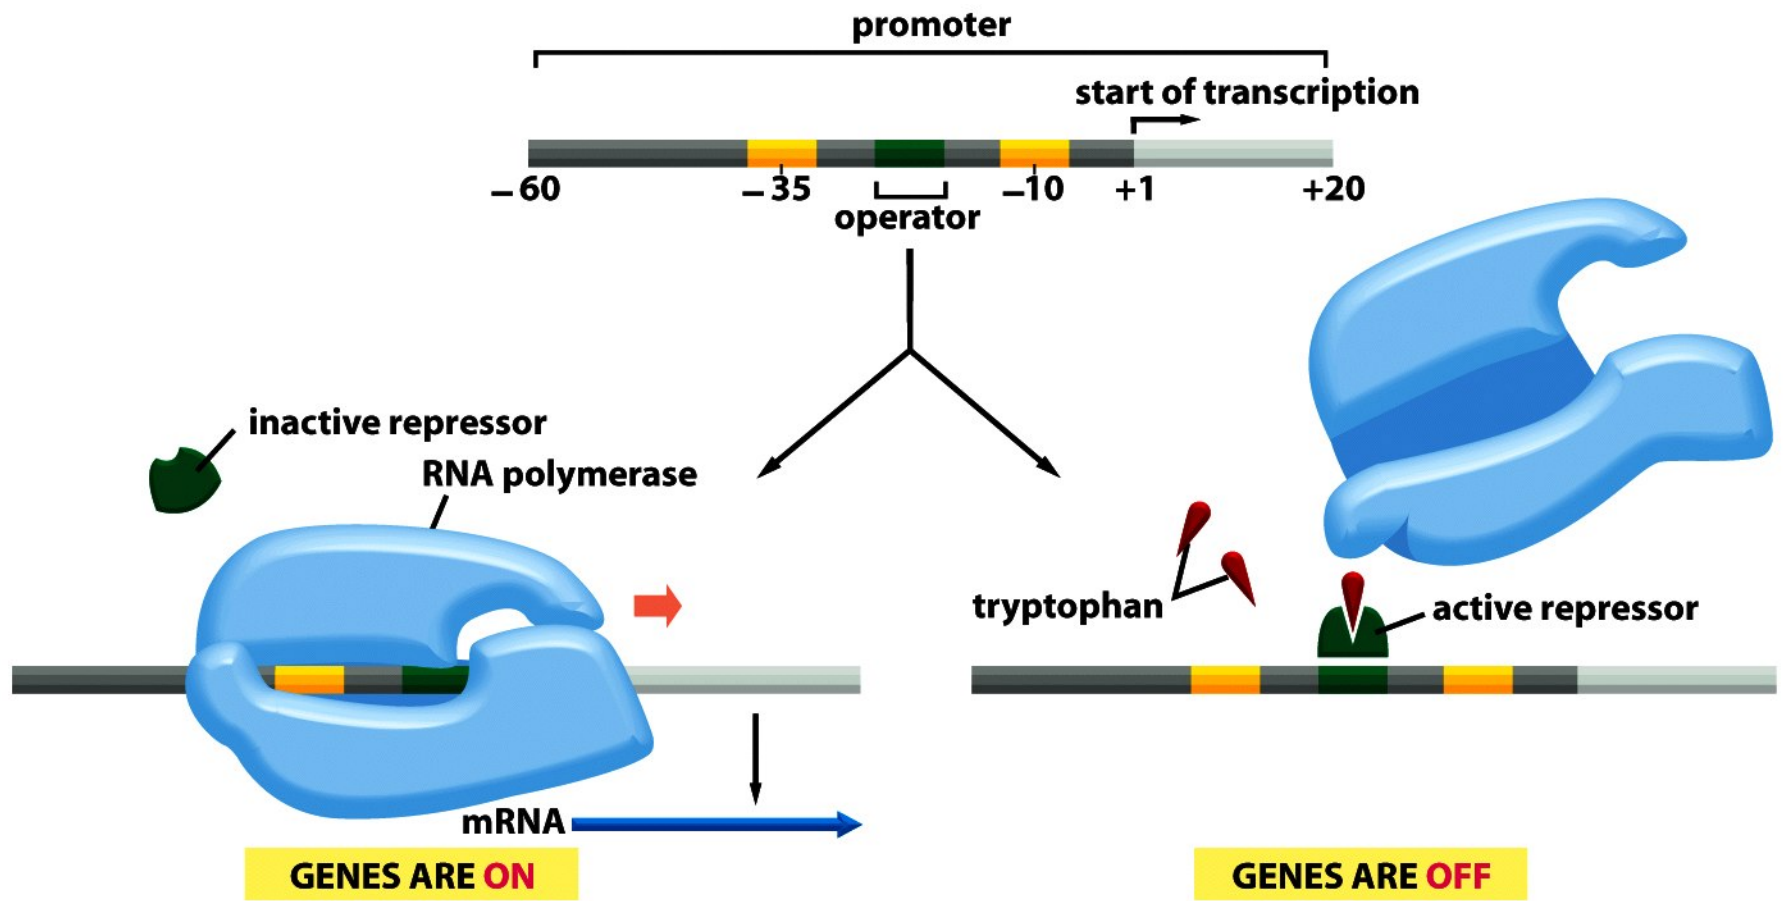 promoter
start of transcription
–60
–35
–10
+1
+20
operator
inactive repressor
RNA polymerase
tryptophan
active repressor
mRNA
GENES ARE ON
GENES ARE OFF